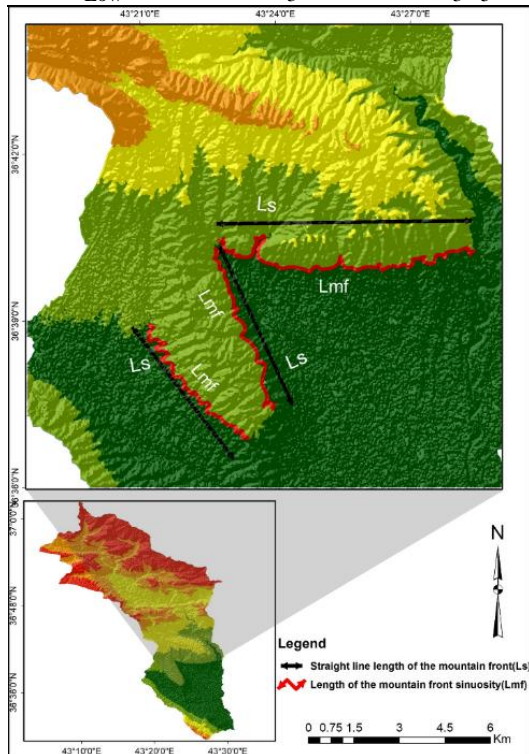 43°21'0"E 43°24'0"E 43°27'0"E
36°42'0"N
Ls
Lmf
Lmf
36°39'0"N
Ls
Lmf
Ls
37°0'0"N
N
36°48'0"N
Legend
Straight line length of the mountain front(Ls)
Length of the mountain front sinuosity(Lmf)
36°36'0"N
0 0.75 1.5 3 4.5 6
Km
43°10'0"E 43°20'0"E 43°30'0"E